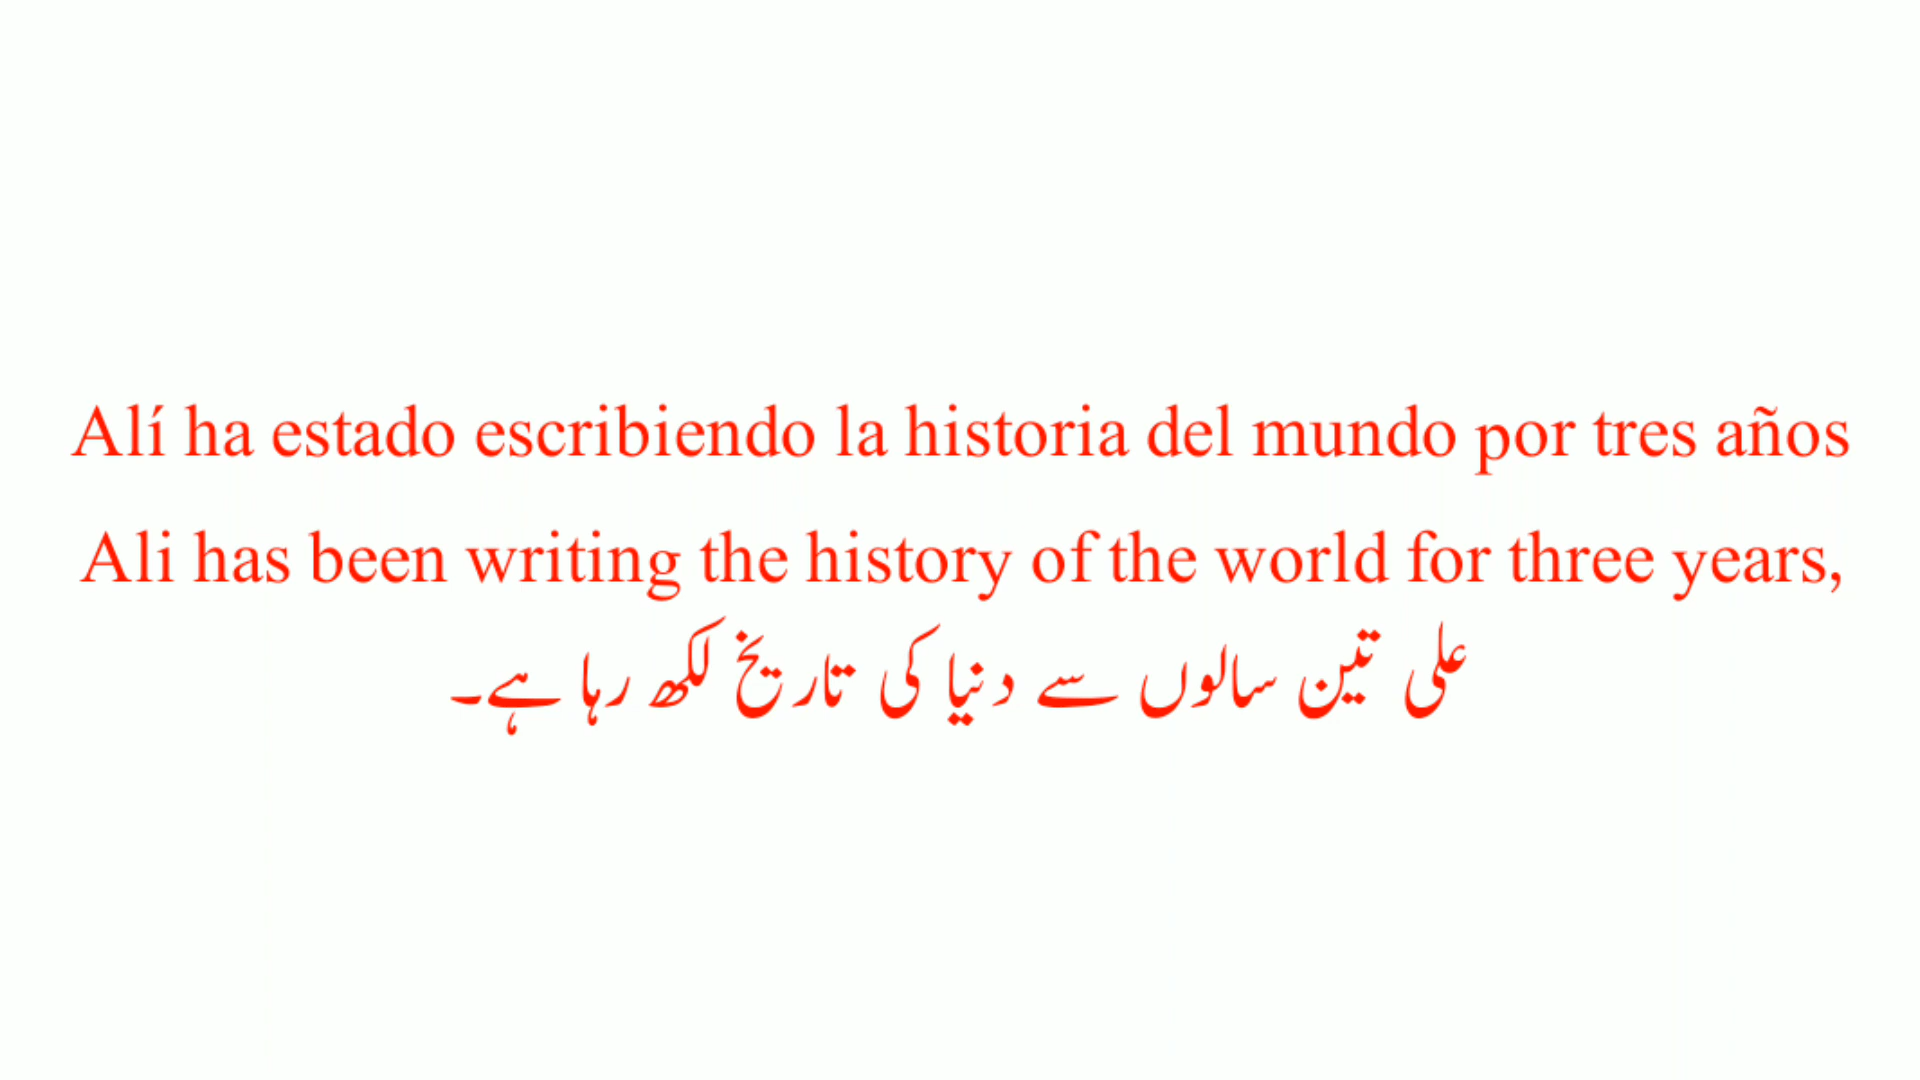 Alí ha estado escribiendo la historia del mundo por tres años
Ali has been writing the history of the world for three years,
علی تین سالوں سے دنیا کی تاریخ لکھ رہا ہے۔